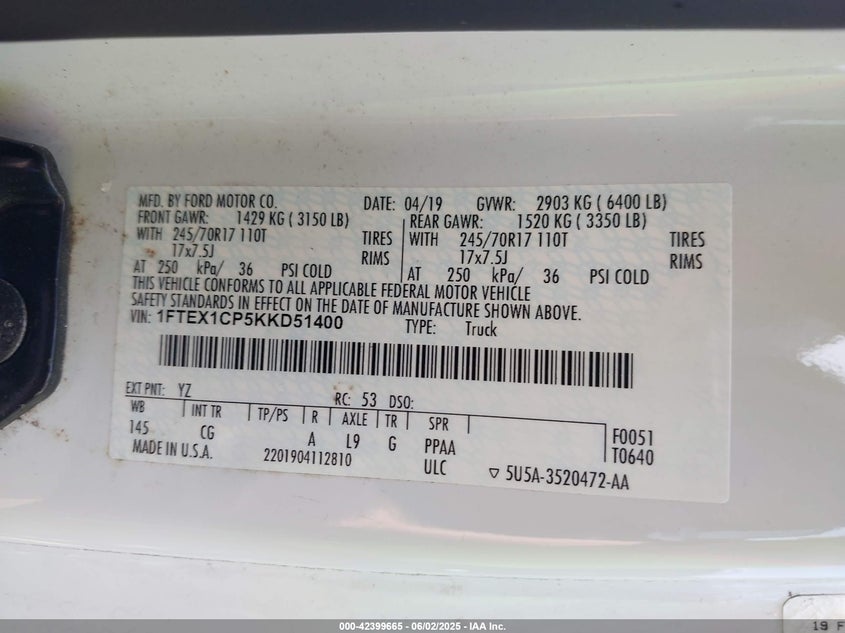 MFD. BY FORD MOTOR CO. DATE: 04/19 GVWR: 2903 KG ( 6400 LB)
FRONT GAWR: 1429 KG ( 3150 LB) REAR GAWR: 1520 KG ( 3350 LB)
WITH 245/70R17 110T TIRES WITH 245/70R17 110T TIRES
17x7.5J RIMS 17x7.5J RIMS
AT 250 kPa/ 36 PSI COLD AT 250 kPa/ 36 PSI COLD
THIS VEHICLE CONFORMS TO ALL APPLICABLE FEDERAL MOTOR VEHICLE
SAFETY STANDARDS IN EFFECT ON THE DATE OF MANUFACTURE SHOWN ABOVE.
VIN: 1FTEX1CP5KKD51400 TYPE: Truck
EXT PNT: YZ RC: 53 DSO:
WB INT TR TP/PS R AXLE TR SPR F0051
145 CG A L9 G PPAA T0640
MADE IN U.S.A. 2201904112810 ULC ▽ 5U5A-3520472-AA
19 F
000-42399665 - 06/02/2025 - IAA Inc.